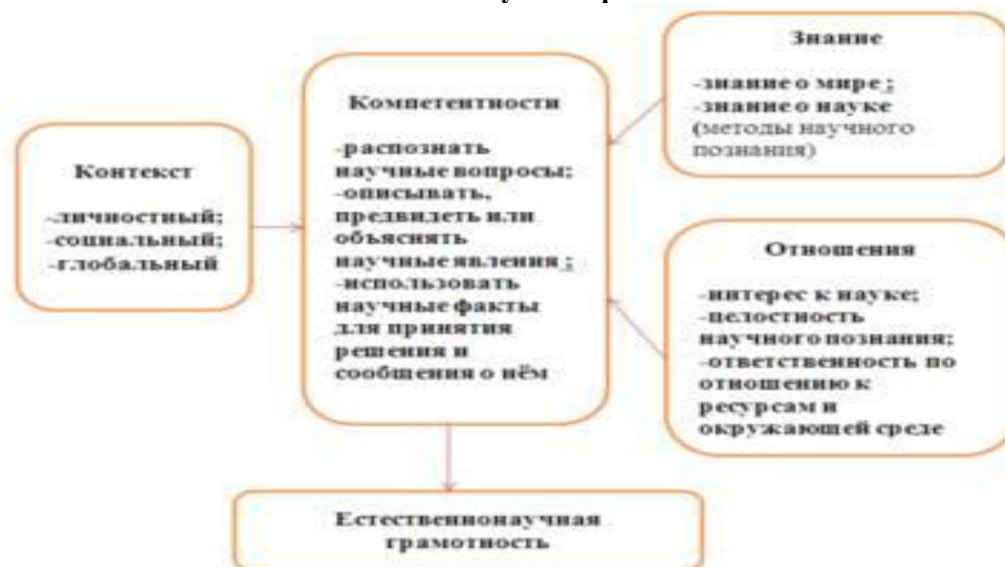 Контекст
-личностный;
-социальный;
-глобальный
Компетентности
-распознать
научные вопросы;
-описывать,
предвидеть или
объяснять
научные явления ;
-использовать
научные факты
для принятия
решения и
сообщения о нём
Знание
-знание о мире ;
-знание о науке
(методы научного
познания)
Отношения
-интерес к науке;
-целостность
научного познания;
-ответственность по
отношению к
ресурсам и
окружающей среде
Естественнонаучная
грамотность